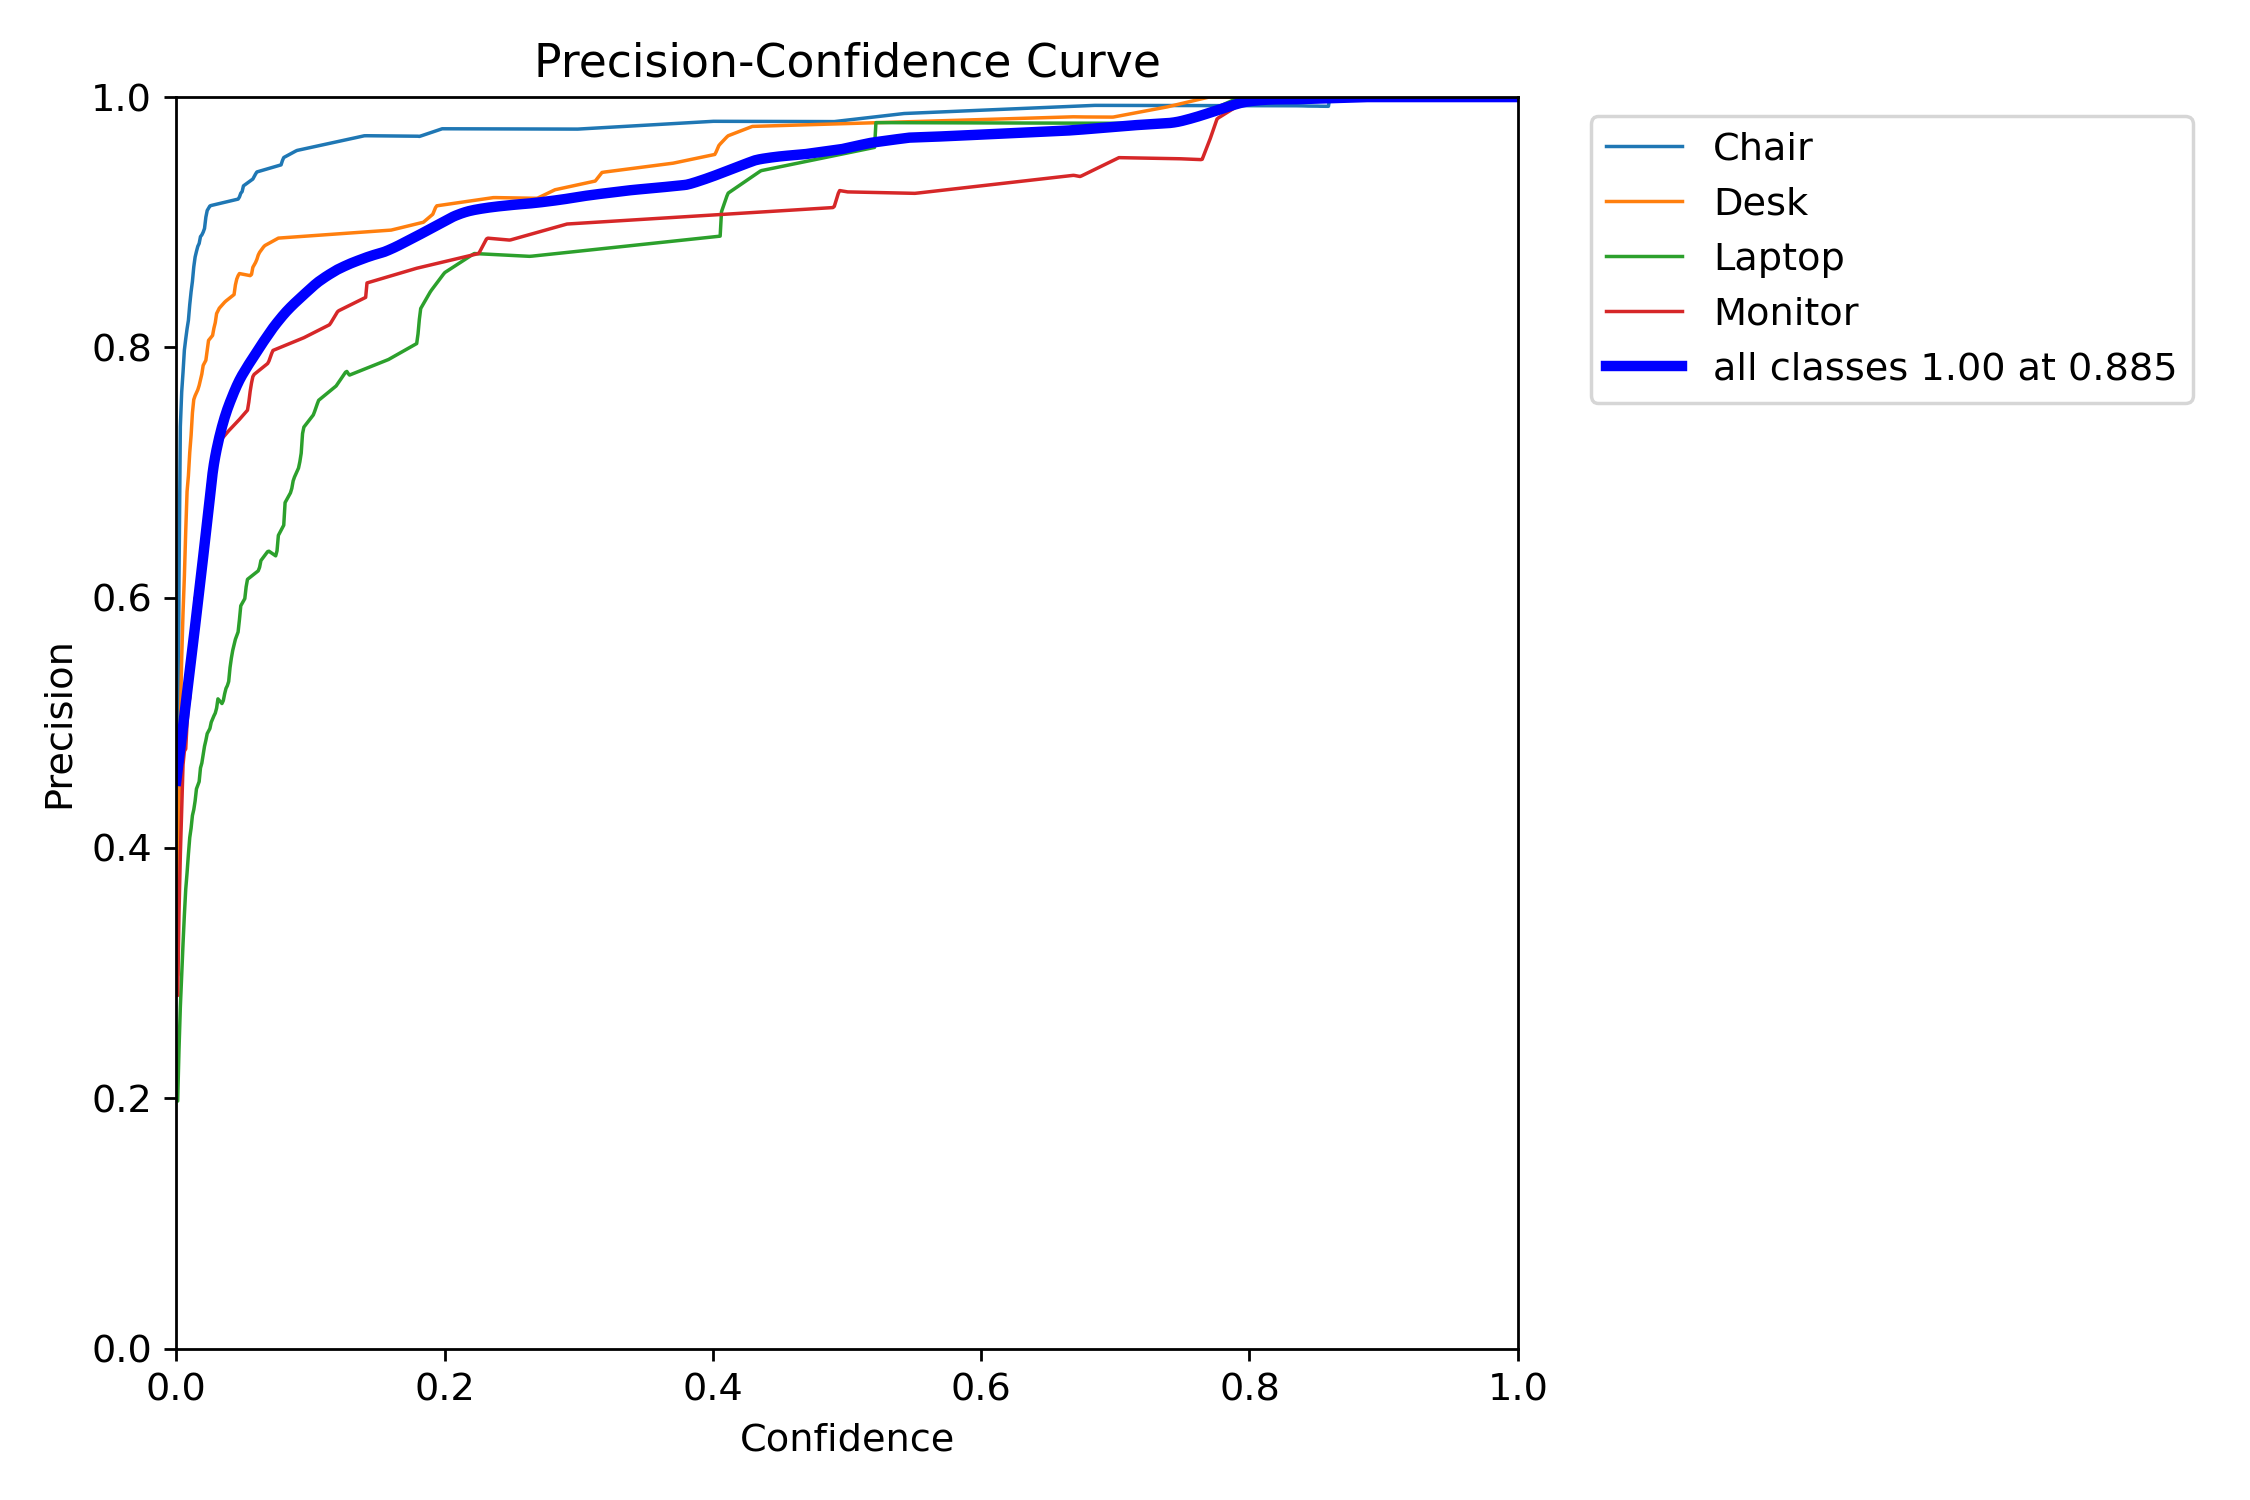 Precision-Confidence Curve
1.0
0.8
0.6
0.4
0.2
0.0
Precision
0.0 0.2 0.4 0.6 0.8 1.0
Confidence
Chair
Desk
Laptop
Monitor
all classes 1.00 at 0.885